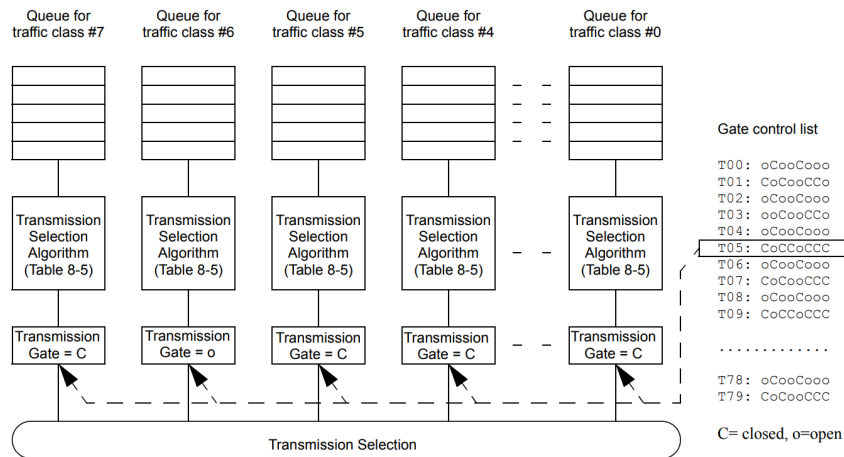 Queue for traffic class #7
Queue for traffic class #6
Queue for traffic class #5
Queue for traffic class #4
Queue for traffic class #0
Transmission Selection Algorithm (Table 8-5)
Transmission Selection Algorithm (Table 8-5)
Transmission Selection Algorithm (Table 8-5)
Transmission Selection Algorithm (Table 8-5)
Transmission Selection Algorithm (Table 8-5)
Transmission Gate = C
Transmission Gate = o
Transmission Gate = C
Transmission Gate = C
Transmission Gate = C
Transmission Selection
Gate control list
T00: oCooCooo
T01: CoCooCCo
T02:
T03:
T04:
T05: CoCCoCCC
T06: oCooCooo
T07: CoCooCCC
T08:
T09: CoCCoCCC
.............
T78: oCooCooo
T79: CoCooCCC
C= closed, o=open